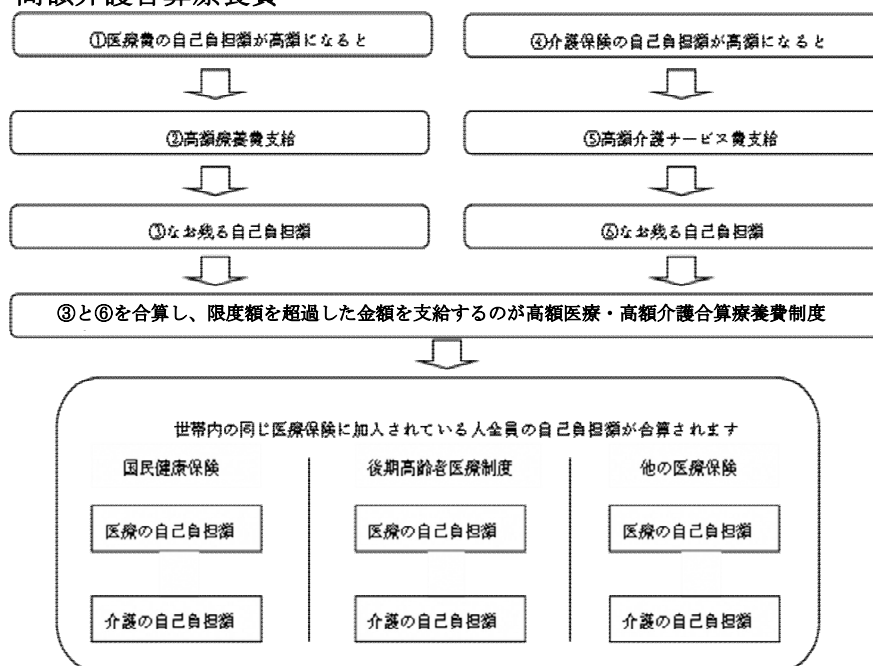 高額介護合算療養費
①医療費の自己負担額が高額になると
④介護保険の自己負担額が高額になると
②高額療養費支給
⑤高額介護サービス費支給
③なお残る自己負担額
⑥なお残る自己負担額
③と⑥を合算し、限度額を超過した金額を支給するのが高額医療・高額介護合算療養費制度
世帯内の同じ医療保険に加入されている人全員の自己負担額が合算されます
国民健康保険
後期高齢者医療制度
他の医療保険
医療の自己負担額
医療の自己負担額
医療の自己負担額
介護の自己負担額
介護の自己負担額
介護の自己負担額